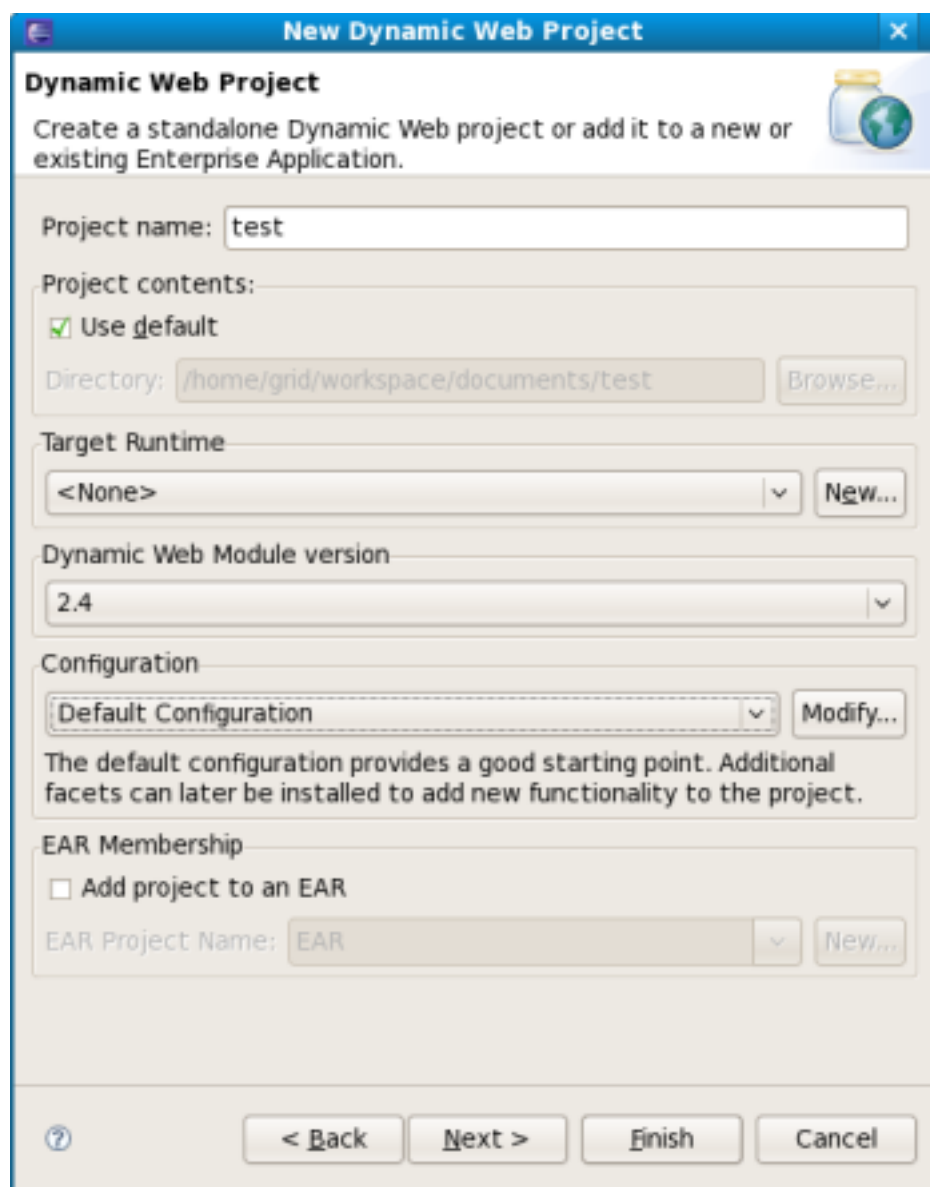 New Dynamic Web Project
Dynamic Web Project
Create a standalone Dynamic Web project or add it to a new or
existing Enterprise Application.
Project name: test
Project contents:
Use default
Directory: /home/grid/workspace/documents/test Browse...
Target Runtime
<None> New...
Dynamic Web Module version
2.4
Configuration
Default Configuration Modify...
The default configuration provides a good starting point. Additional
facets can later be installed to add new functionality to the project.
EAR Membership
Add project to an EAR
EAR Project Name: EAR New...
< Back Next > Finish Cancel